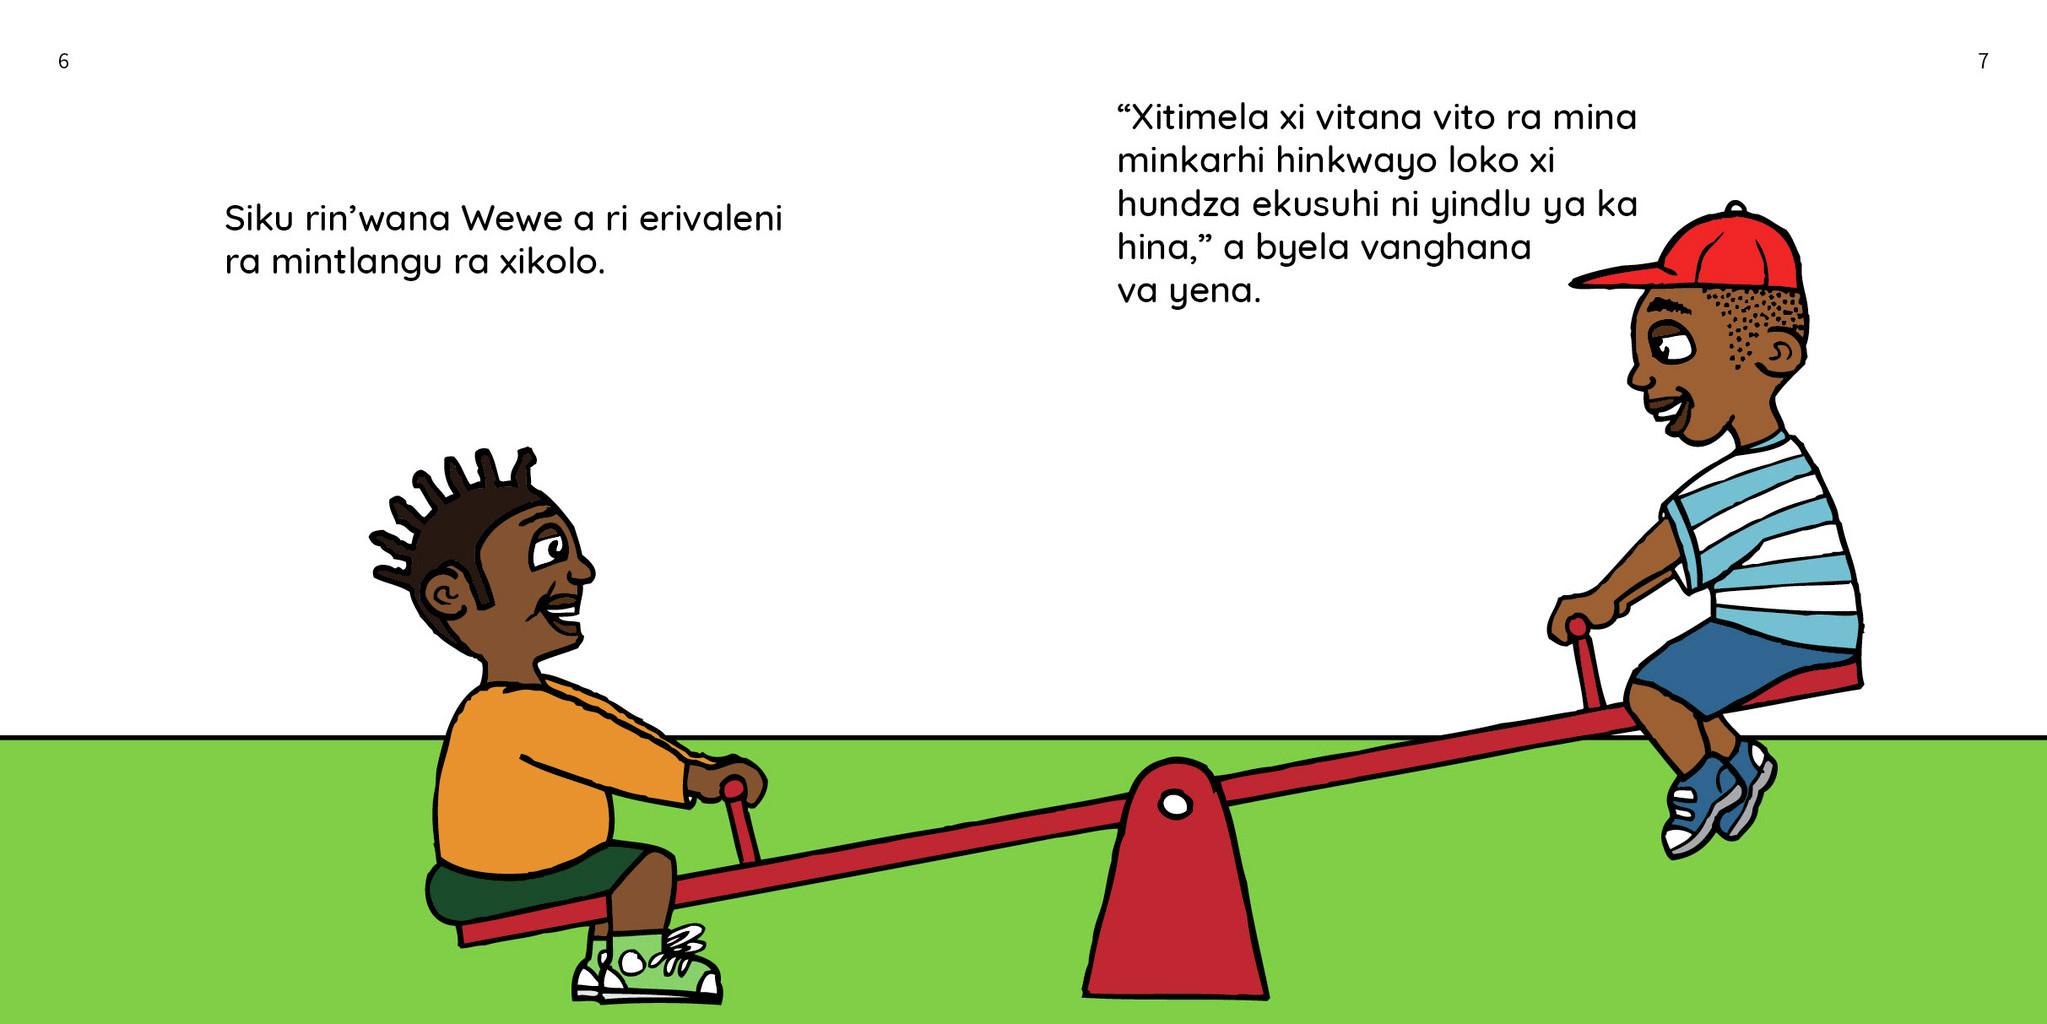 6
Siku rin’wana Wewe a ri erivaleni
ra mintlangu ra xikolo.
7
“Xitimela xi vitana vito ra mina
minkarhi hinkwayo loko xi
hundza ekusuhi ni yindlu ya ka
hina,” a byela vanghana
va yena.